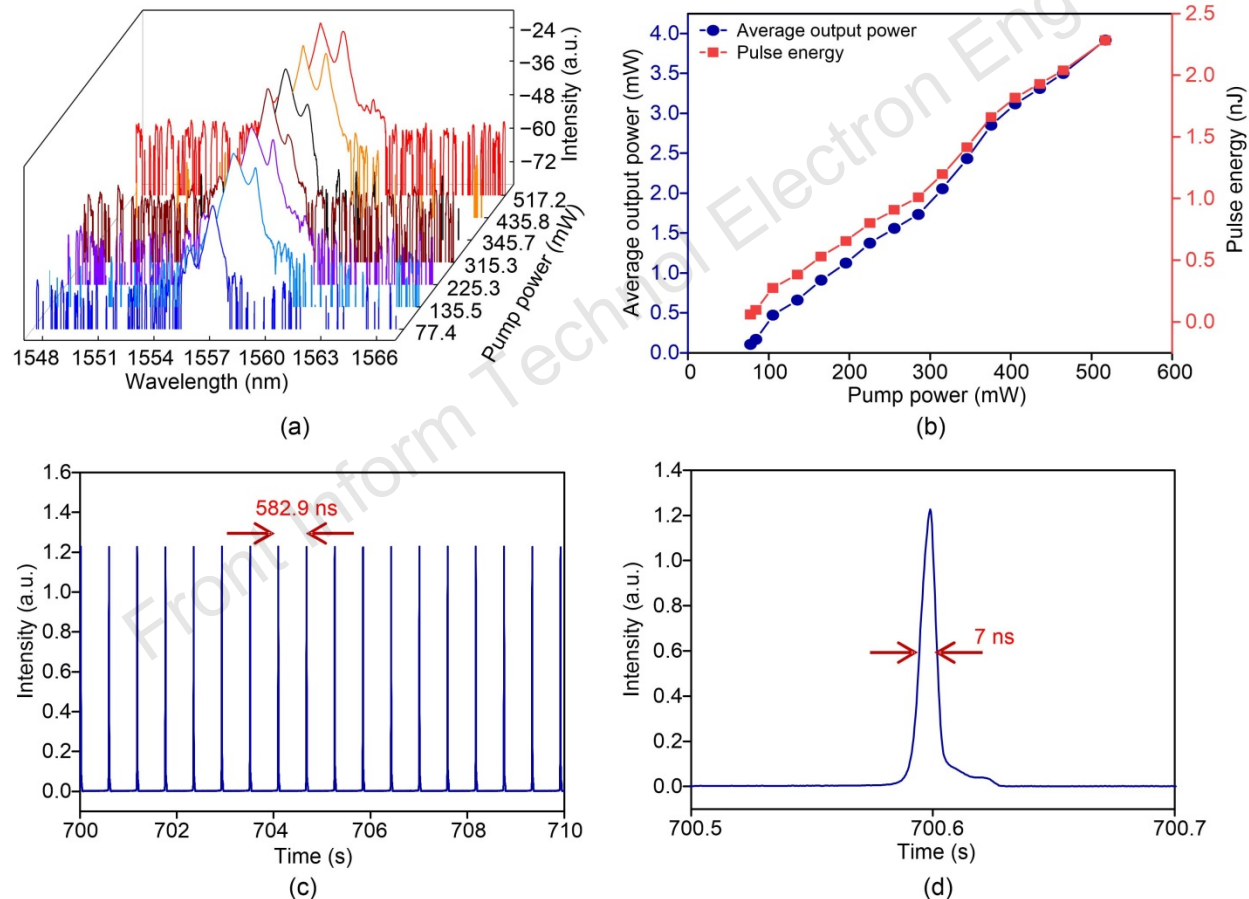 −24
−36
−48
−60
−72
Intensity (a.u.)
517.2
435.8
345.7
315.3
225.3
135.5
77.4
Pump power (mW)
1548 1551 1554 1557 1560 1563 1566
Wavelength (nm)
(a)
Average output power
Pulse energy
4.0
3.5
3.0
2.5
2.0
1.5
1.0
0.5
0.0
Average output power (mW)
2.5
2.0
1.5
1.0
0.5
0.0
Pulse energy (nJ)
0 100 200 300 400 500 600
Pump power (mW)
(b)
1.6
1.4
1.2
1.0
0.8
0.6
0.4
0.2
0.0
Intensity (a.u.)
582.9 ns
700 702 704 706 708 710
Time (s)
(c)
1.4
1.2
1.0
0.8
0.6
0.4
0.2
0.0
Intensity (a.u.)
7 ns
700.5 700.6 700.7
Time (s)
(d)
Front Inform Technol Electron Eng